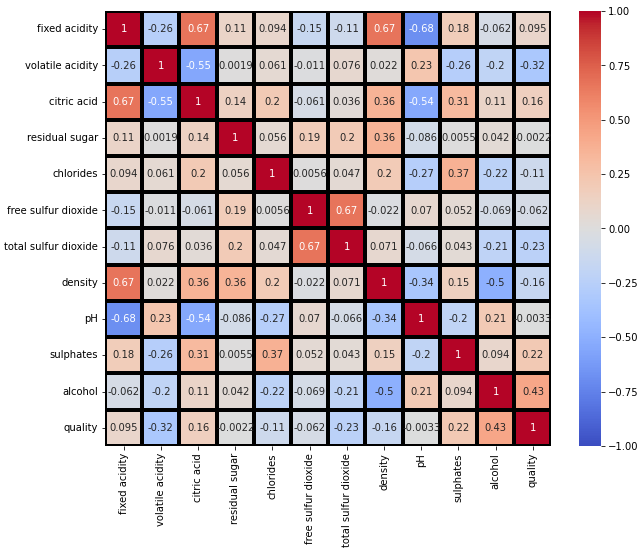 fixed acidity 1 -0.26 0.67 0.11 0.094 -0.15 -0.11 0.67 -0.68 0.18 -0.062 0.095
volatile acidity -0.26 1 -0.55 0.0019 0.061 -0.011 0.076 0.022 0.23 -0.26 -0.2 -0.32
citric acid 0.67 -0.55 1 0.14 0.2 -0.061 0.036 0.36 -0.54 0.31 0.11 0.16
residual sugar 0.11 0.0019 0.14 1 0.056 0.19 0.2 0.36 -0.086 0.0055 0.042 -0.0022
chlorides 0.094 0.061 0.2 0.056 1 0.0056 0.047 0.2 -0.27 0.37 -0.22 -0.11
free sulfur dioxide -0.15 -0.011 -0.061 0.19 0.0056 1 0.67 -0.022 0.07 0.052 -0.069 -0.062
total sulfur dioxide -0.11 0.076 0.036 0.2 0.047 0.67 1 0.071 -0.066 0.043 -0.21 -0.23
density 0.67 0.022 0.36 0.36 0.2 -0.022 0.071 1 -0.34 0.15 -0.5 -0.16
pH -0.68 0.23 -0.54 -0.086 -0.27 0.07 -0.066 -0.34 1 -0.2 0.21 -0.0033
sulphates 0.18 -0.26 0.31 0.0055 0.37 0.052 0.043 0.15 -0.2 1 0.094 0.22
alcohol -0.062 -0.2 0.11 0.042 -0.22 -0.069 -0.21 -0.5 0.21 0.094 1 0.43
quality 0.095 -0.32 0.16 -0.0022 -0.11 -0.062 -0.23 -0.16 -0.0033 0.22 0.43 1
fixed acidity
volatile acidity
citric acid
residual sugar
chlorides
free sulfur dioxide
total sulfur dioxide
density
pH
sulphates
alcohol
quality
1.00
0.75
0.50
0.25
0.00
-0.25
-0.50
-0.75
-1.00